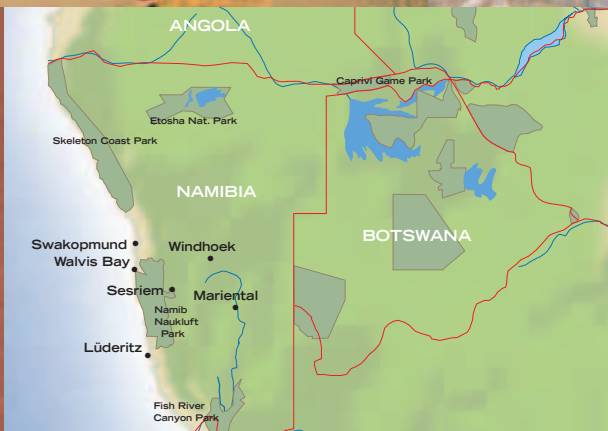 ANGOLA
Caprivi Game Park
Etosha Nat. Park
Skeleton Coast Park
NAMIBIA
BOTSWANA
Swakopmund
Windhoek
Walvis Bay
Sesriem
Mariental
Namib
Naukluft
Park
Lüderitz
Fish River
Canyon Park